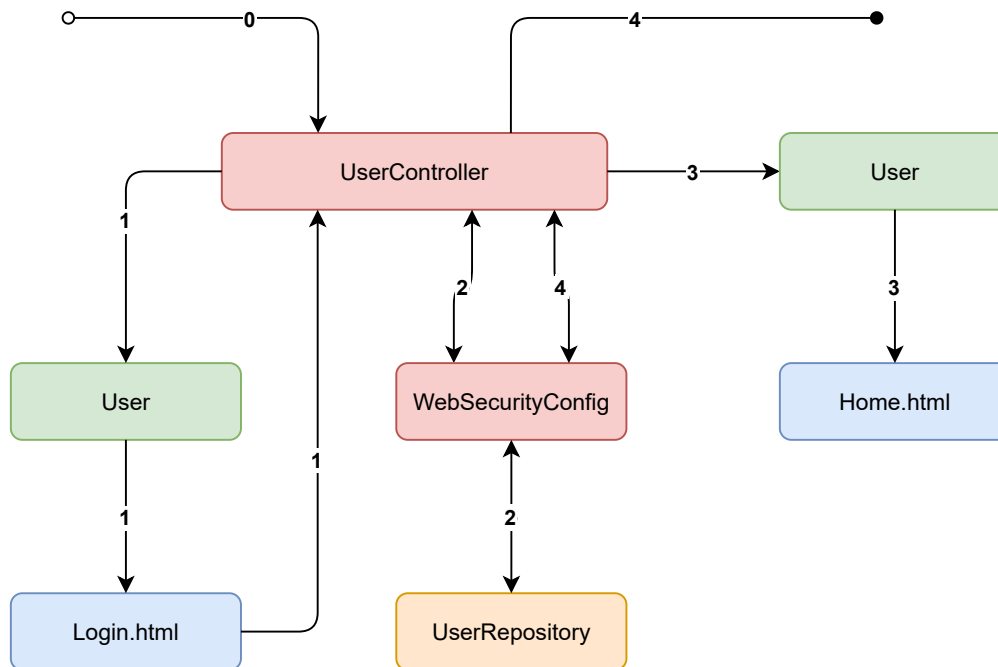 0
4
UserController
User
1
3
2
4
3
User
WebSecurityConfig
Home.html
1
1
2
Login.html
UserRepository